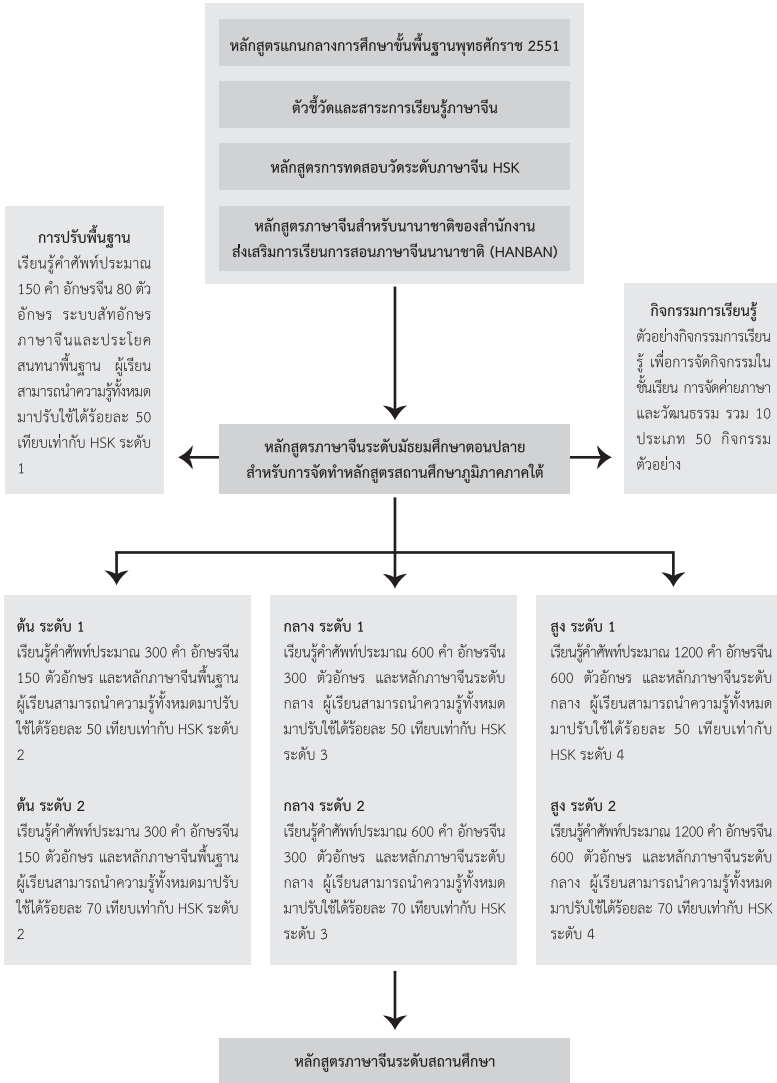 หลักสูตรแกนกลางการศึกษาขั้นพื้นฐานพุทธศักราช 2551
ตัวชี้วัดและสาระการเรียนรู้ภาษาจีน
หลักสูตรการทดสอบวัดระดับภาษาจีน HSK
หลักสูตรภาษาจีนสำหรับนานาชาติของสำนักงาน
ส่งเสริมการเรียนการสอนภาษาจีนนานาชาติ (HANBAN)
การปรับพื้นฐาน
เรียนรู้คำศัพท์ประมาณ
150 คำ อักษรจีน 80 ตัว
อักษร ระบบสัทอักษร
ภาษาจีนและประโยค
สนทนาพื้นฐาน ผู้เรียน
สามารถนำความรู้ทั้งหมด
มาปรับใช้ได้ร้อยละ 50
เทียบเท่ากับ HSK ระดับ
1
หลักสูตรภาษาจีนระดับมัธยมศึกษาตอนปลาย
สำหรับการจัดทำหลักสูตรสถานศึกษาภูมิภาคภาคใต้
กิจกรรมการเรียนรู้
ตัวอย่างกิจกรรมการเรียน
รู้ เพื่อการจัดกิจกรรมใน
ชั้นเรียน การจัดค่ายภาษา
และวัฒนธรรม รวม 10
ประเภท 50 กิจกรรม
ตัวอย่าง
ต้น ระดับ 1
เรียนรู้คำศัพท์ประมาณ 300 คำ อักษรจีน
150 ตัวอักษร และหลักภาษาจีนพื้นฐาน
ผู้เรียนสามารถนำความรู้ทั้งหมดมาปรับ
ใช้ได้ร้อยละ 50 เทียบเท่ากับ HSK ระดับ
2
ต้น ระดับ 2
เรียนรู้คำศัพท์ประมาน 300 คำ อักษรจีน
150 ตัวอักษร และหลักภาษาจีนพื้นฐาน
ผู้เรียนสามารถนำความรู้ทั้งหมดมาปรับ
ใช้ได้ร้อยละ 70 เทียบเท่ากับ HSK ระดับ
2
กลาง ระดับ 1
เรียนรู้คำศัพท์ประมาณ 600 คำ อักษรจีน
300 ตัวอักษร และหลักภาษาจีนระดับ
กลาง ผู้เรียนสามารถนำความรู้ทั้งหมด
มาปรับใช้ได้ร้อยละ 50 เทียบเท่ากับ HSK
ระดับ 3
กลาง ระดับ 2
เรียนรู้คำศัพท์ประมาณ 600 คำ อักษรจีน
300 ตัวอักษร และหลักภาษาจีนระดับ
กลาง ผู้เรียนสามารถนำความรู้ทั้งหมด
มาปรับใช้ได้ร้อยละ 70 เทียบเท่ากับ HSK
ระดับ 3
สูง ระดับ 1
เรียนรู้คำศัพท์ประมาณ 1200 คำ อักษรจีน
600 ตัวอักษร และหลักภาษาจีนระดับ
กลาง ผู้เรียนสามารถนำความรู้ทั้งหมด
มาปรับใช้ได้ร้อยละ 50 เทียบเท่ากับ
HSK ระดับ 4
สูง ระดับ 2
เรียนรู้คำศัพท์ประมาณ 1200 คำ อักษรจีน
600 ตัวอักษร และหลักภาษาจีนระดับ
กลาง ผู้เรียนสามารถนำความรู้ทั้งหมด
มาปรับใช้ได้ร้อยละ 70 เทียบเท่ากับ HSK
ระดับ 4
หลักสูตรภาษาจีนระดับสถานศึกษา